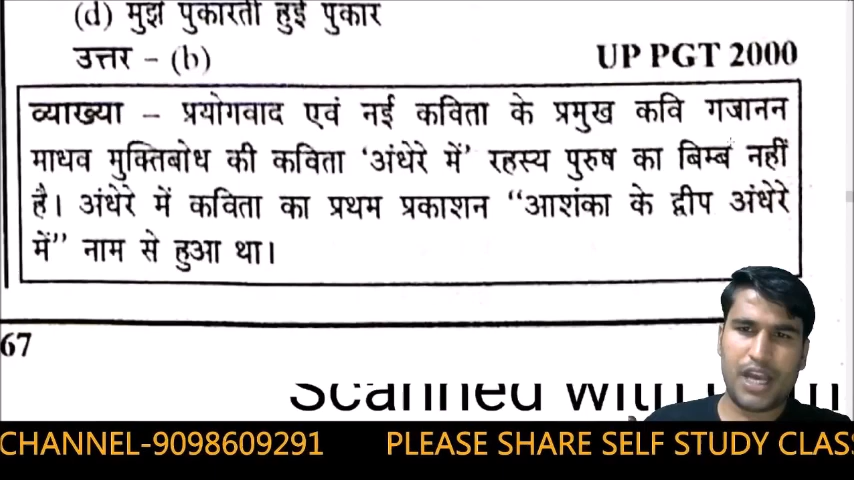 (d) मुझे पुकारती हुई पुकार
उत्तर – (b) UP PGT 2000
व्याख्या – प्रयोगवाद एवं नई कविता के प्रमुख कवि गजानन
माधव मुक्तिबोध की कविता 'अंधेरे में' रहस्य पुरुष का बिम्ब नहीं
है। अंधेरे में कविता का प्रथम प्रकाशन "आशंका के द्वीप अंधेरे
में" नाम से हुआ था।
67
Scanned with
CHANNEL-9098609291 PLEASE SHARE SELF STUDY CLAS